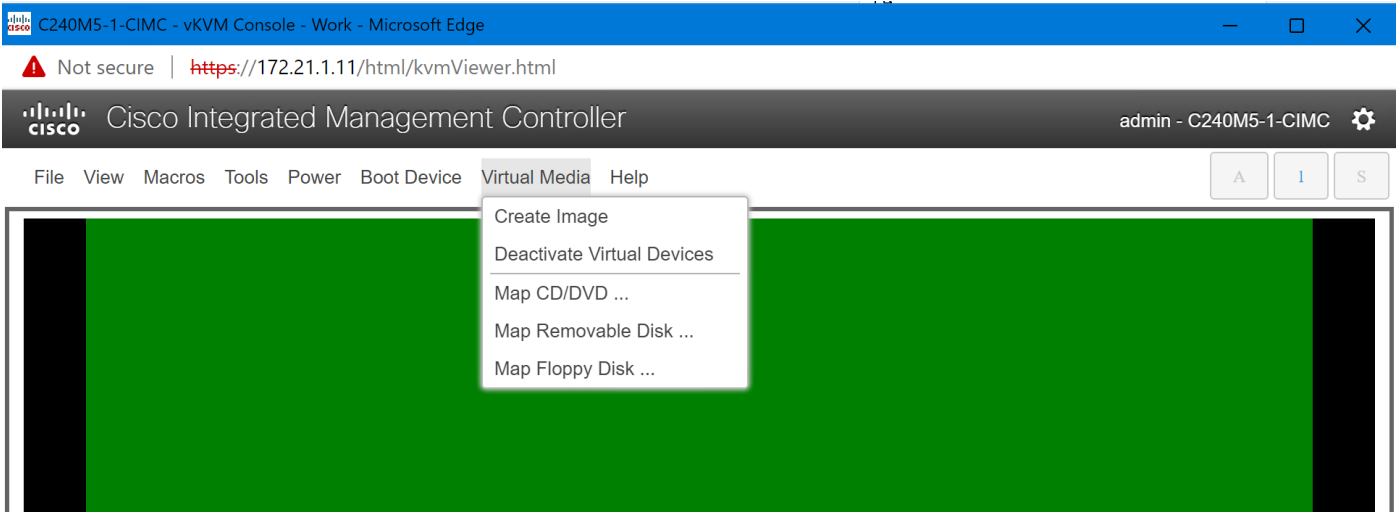 C240M5-1-CIMC - vKVM Console - Work - Microsoft Edge
Not secure | https://172.21.1.11/html/kvmViewer.html
CISCO Cisco Integrated Management Controller admin - C240M5-1-CIMC
File View Macros Tools Power Boot Device Virtual Media Help A 1 S
Create Image
Deactivate Virtual Devices
Map CD/DVD ...
Map Removable Disk ...
Map Floppy Disk ...